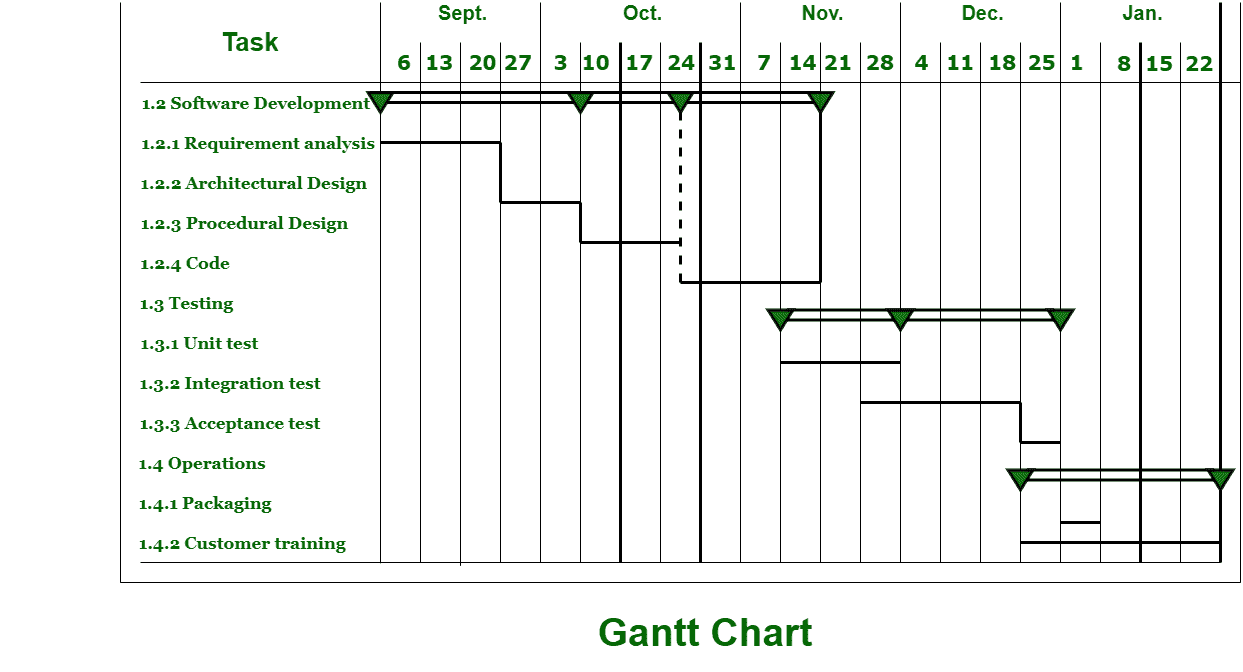 Sept. Oct. Nov. Dec. Jan.
Task
6 13 20 27 3 10 17 24 31 7 14 21 28 4 11 18 25 1 8 15 22
1.2 Software Development
1.2.1 Requirement analysis
1.2.2 Architectural Design
1.2.3 Procedural Design
1.2.4 Code
1.3 Testing
1.3.1 Unit test
1.3.2 Integration test
1.3.3 Acceptance test
1.4 Operations
1.4.1 Packaging
1.4.2 Customer training
Gantt Chart